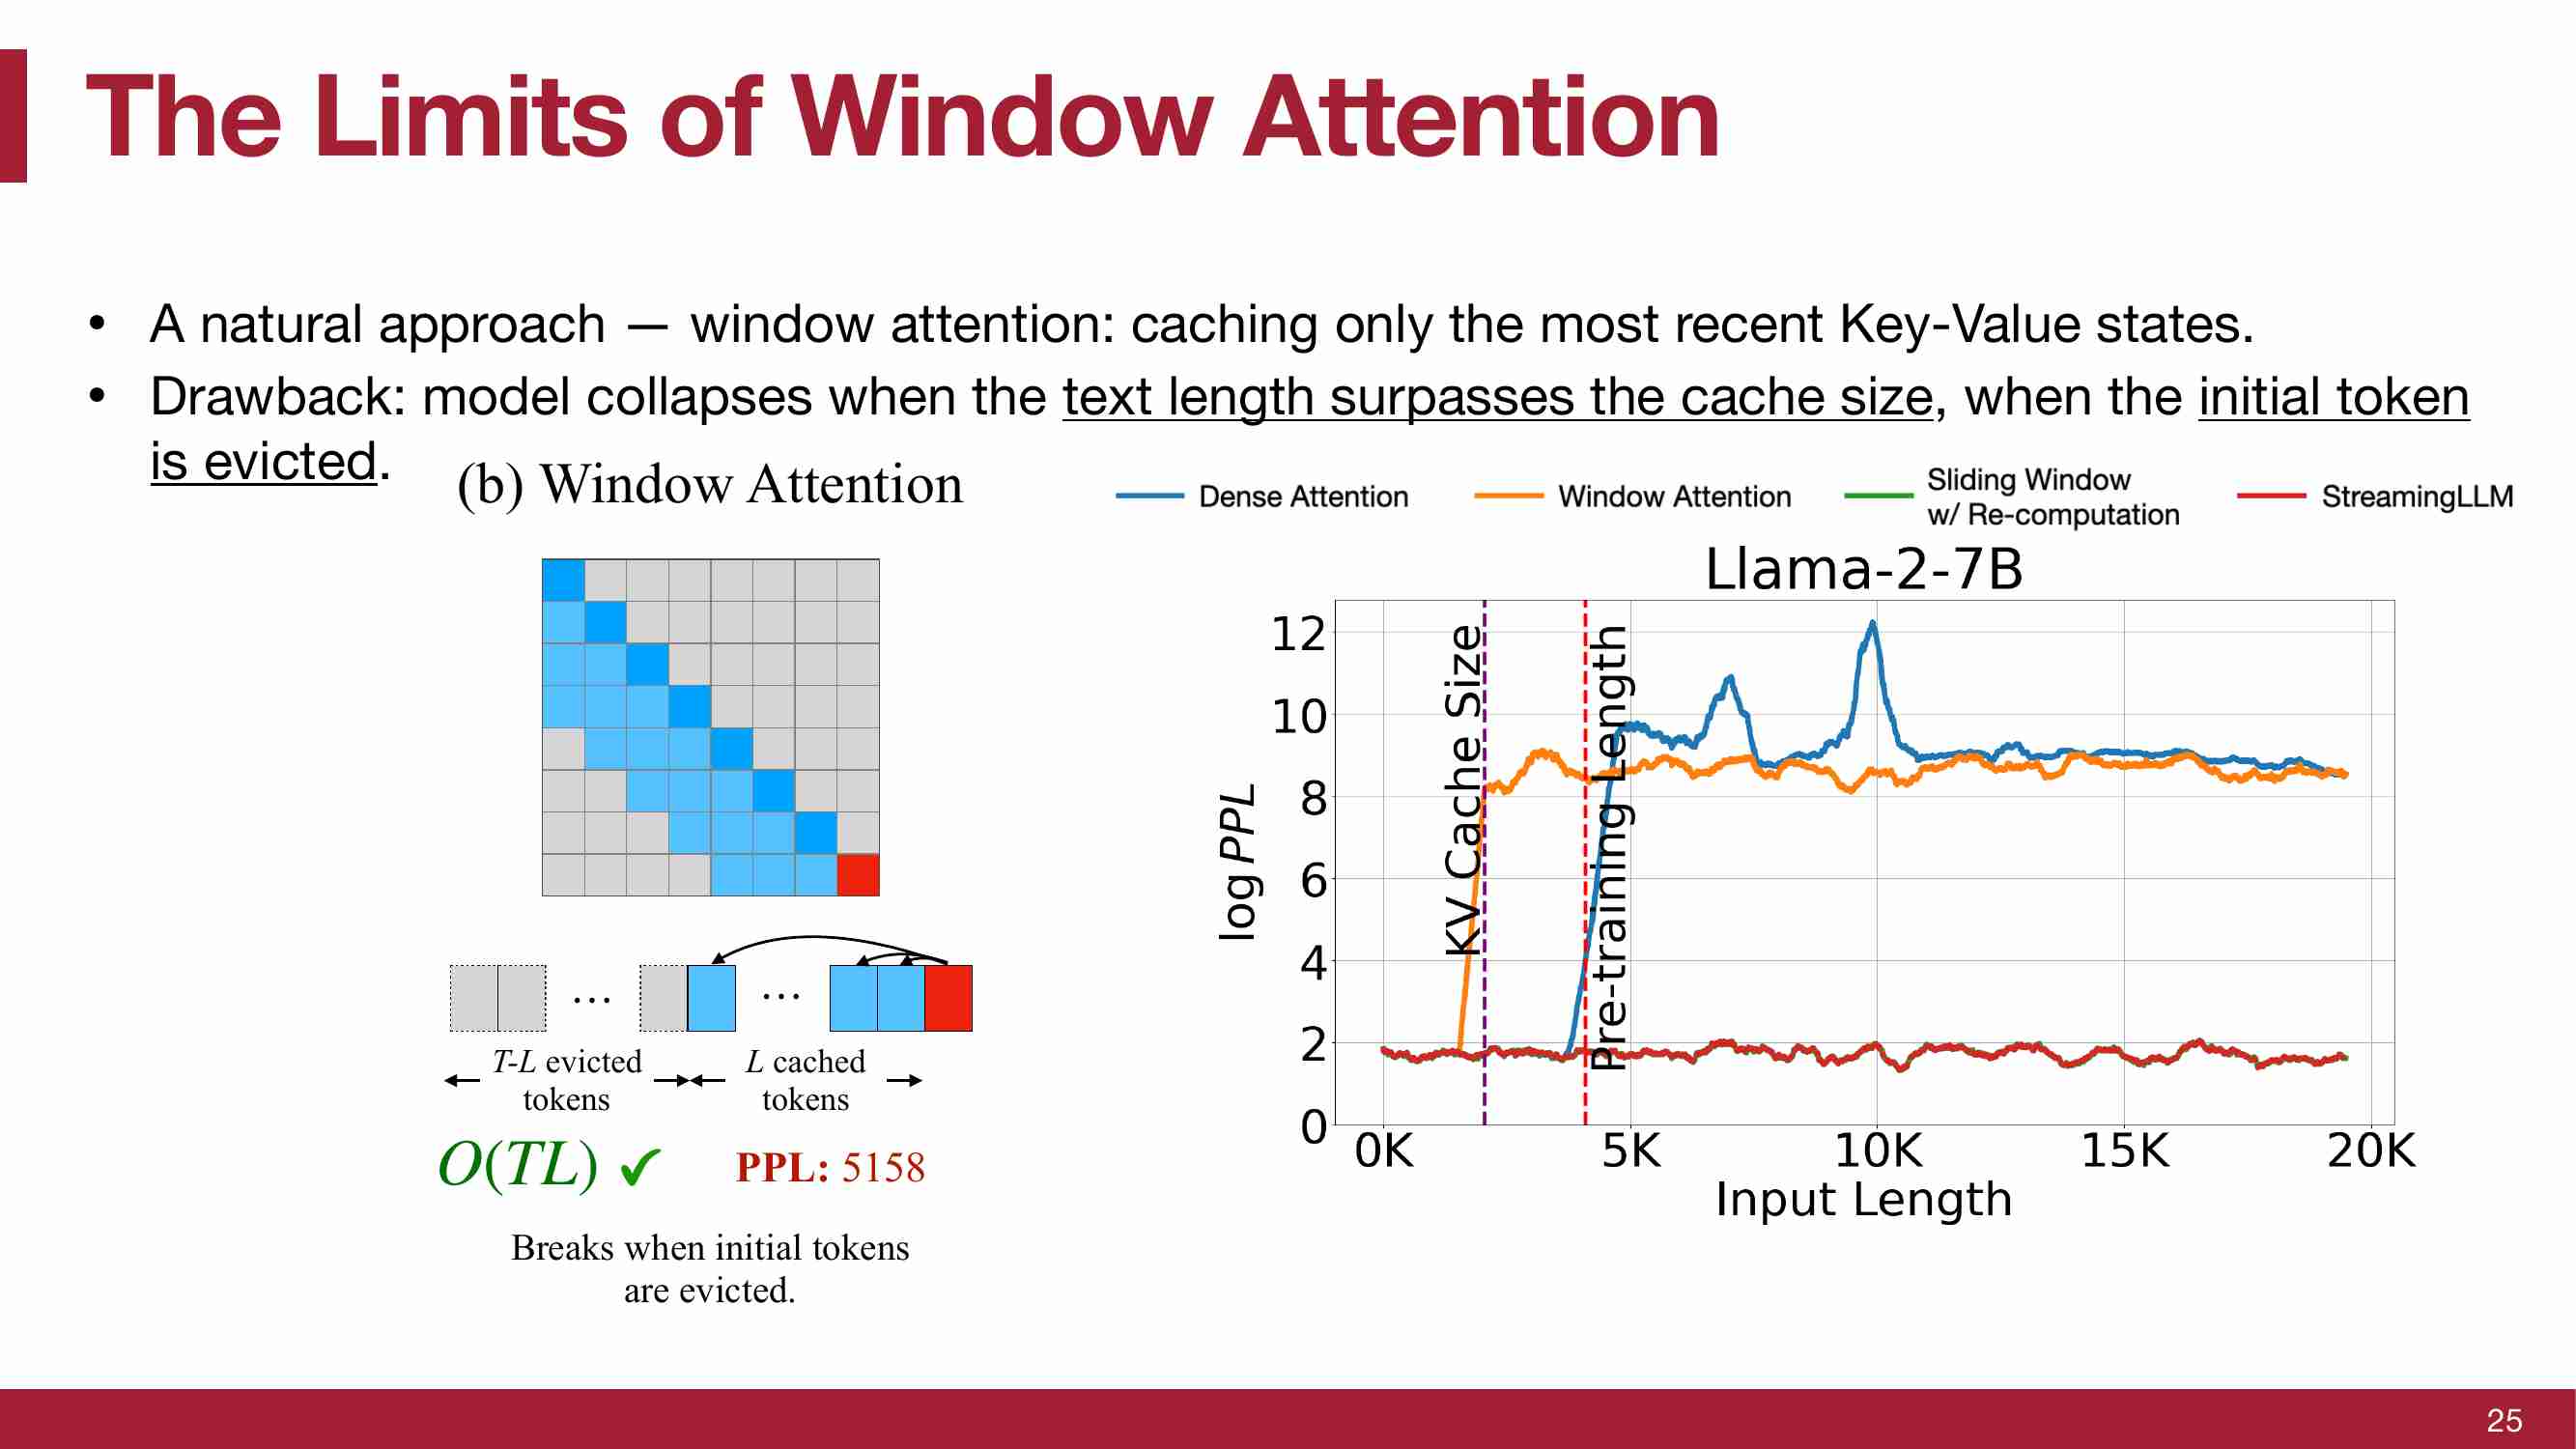 The Limits of Window Attention
• A natural approach — window attention: caching only the most recent Key-Value states.
• Drawback: model collapses when the text length surpasses the cache size, when the initial token
is evicted.
(b) Window Attention
... ...
T-L evicted
tokens
L cached
tokens
O(TL) ✓ PPL: 5158
Breaks when initial tokens
are evicted.
Dense Attention
Window Attention
Sliding Window
w/ Re-computation
StreamingLLM
Llama-2-7B
12
10
8
6
4
2
0
log PPL
KV Cache Size
Pre-training Length
0K 5K 10K 15K 20K
Input Length
25